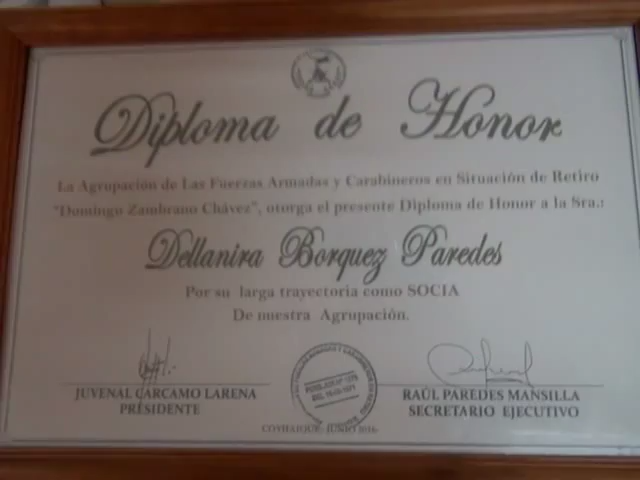 Diploma de Honor
La Agrupación de Las Fuerzas Armadas y Carabineros en Situación de Retiro
"Domingo Zambrano Chávez", otorga el presente Diploma de Honor a la Sra.:
Dellanira Borquez Paredes
Por su larga trayectoria como SOCIA
De nuestra Agrupación.
JUVENAL CARCAMO LARENA
PRESIDENTE
RAÚL PAREDES MANSILLA
SECRETARIO EJECUTIVO
COYHAIQUE, JUNIO